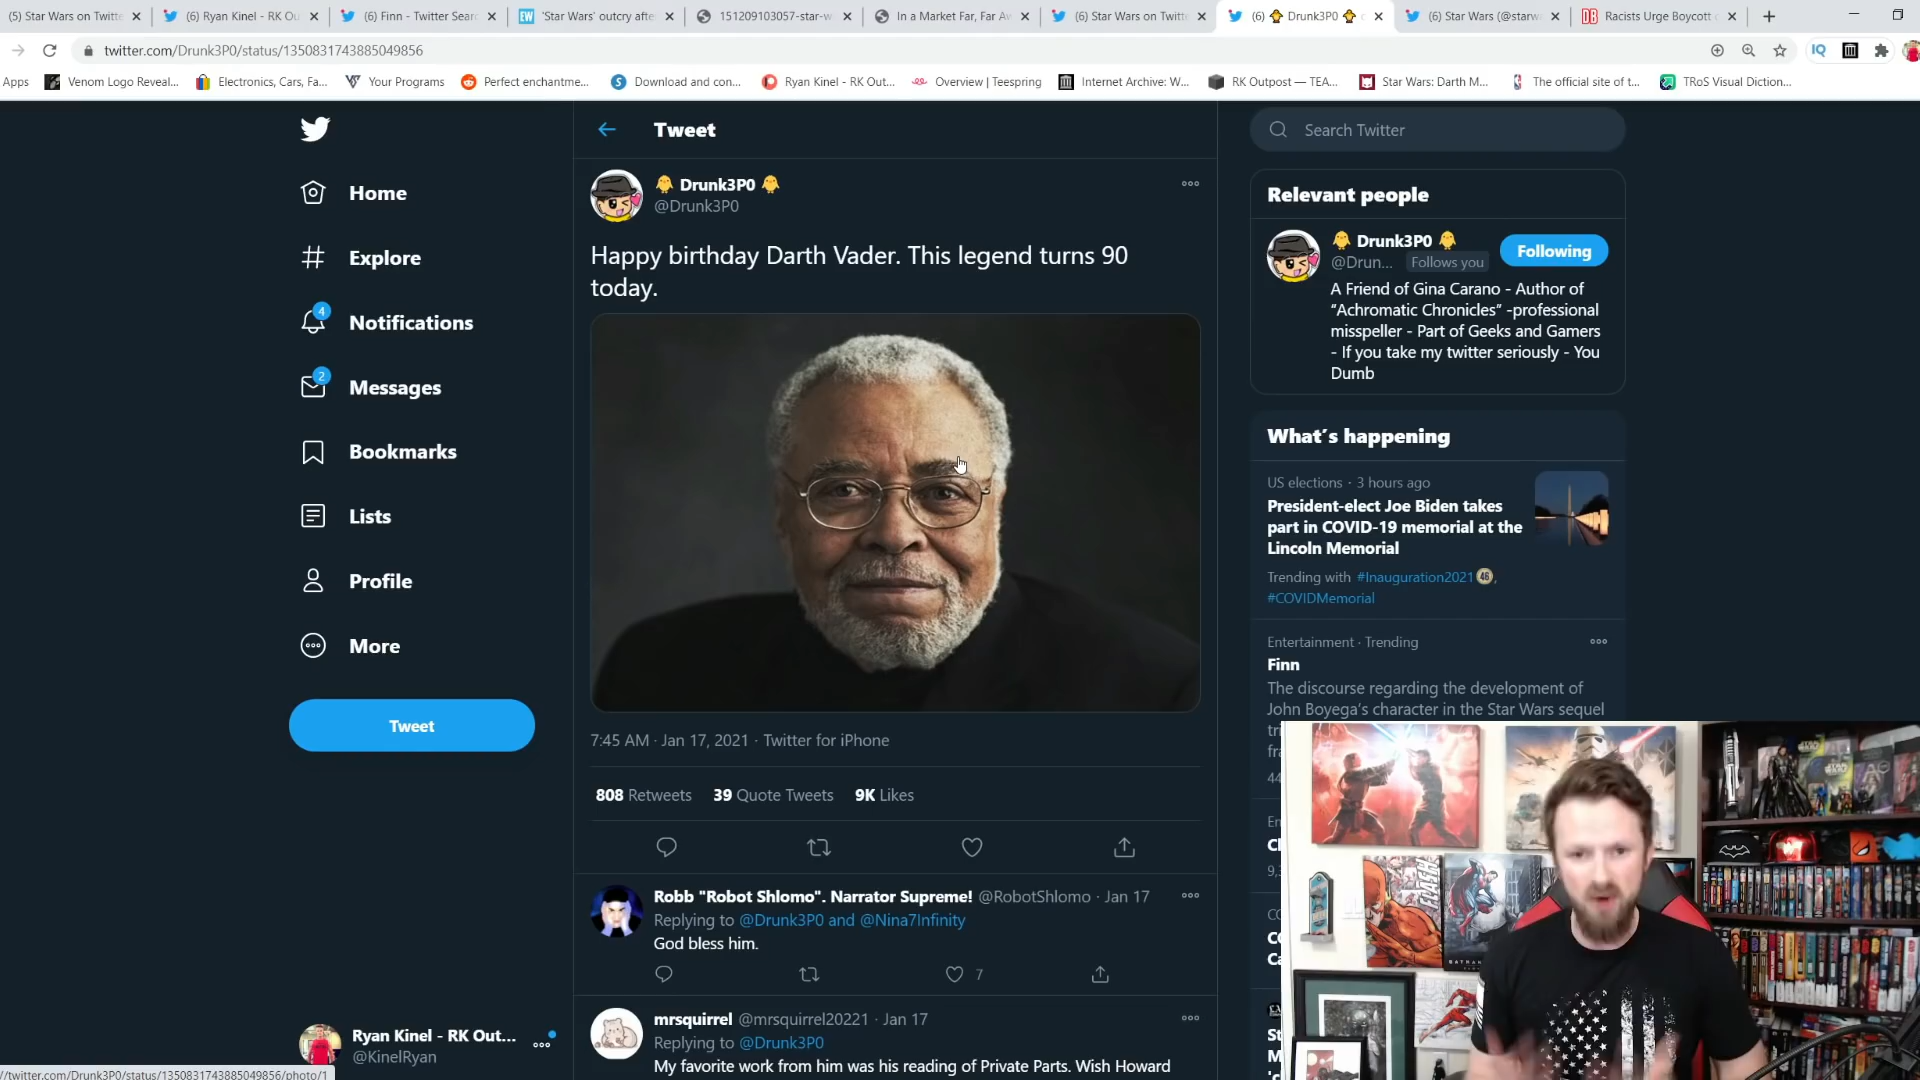 (5) Star Wars on Twitte
(6) Ryan Kinel - RK Ou
(6) Finn - Twitter Sear
'Star Wars' outcry afte
151209103057-star-w
In a Market Far, Far Aw
(6) Star Wars on Twitt
(6) 🐥 Drunk3P0 🐥
(6) Star Wars (@starw
Racists Urge Boycott
twitter.com/Drunk3P0/status/1350831743885049856
Apps
Venom Logo Reveal...
Electronics, Cars, Fa...
Your Programs
Perfect enchantme...
Download and con...
Ryan Kinel - RK Out...
Overview | Teespring
Internet Archive: W...
RK Outpost — TEA...
Star Wars: Darth M...
The official site of t...
TRoS Visual Diction...
Home
Explore
4
Notifications
2
Messages
Bookmarks
Lists
Profile
More
Tweet
Ryan Kinel - RK Out...
@KinelRyan
//twitter.com/Drunk3P0/status/1350831743885049856/photo/1
Tweet
🐥 Drunk3P0 🐥
@Drunk3P0
Happy birthday Darth Vader. This legend turns 90
today.
7:45 AM · Jan 17, 2021 · Twitter for iPhone
808 Retweets 39 Quote Tweets 9K Likes
Robb "Robot Shlomo". Narrator Supreme! @RobotShlomo · Jan 17
Replying to @Drunk3P0 and @Nina7Infinity
God bless him.
7
mrsquirrel @mrsquirrel20221 · Jan 17
Replying to @Drunk3P0
My favorite work from him was his reading of Private Parts. Wish Howard
Search Twitter
Relevant people
🐥 Drunk3P0 🐥
@Drun... Follows you
Following
A Friend of Gina Carano - Author of
“Achromatic Chronicles” -professional
misspeller - Part of Geeks and Gamers
- If you take my twitter seriously - You
Dumb
What's happening
US elections · 3 hours ago
President-elect Joe Biden takes
part in COVID-19 memorial at the
Lincoln Memorial
Trending with #Inauguration2021,
#COVIDMemorial
Entertainment · Trending
Finn
The discourse regarding the development of
John Boyega's character in the Star Wars sequel